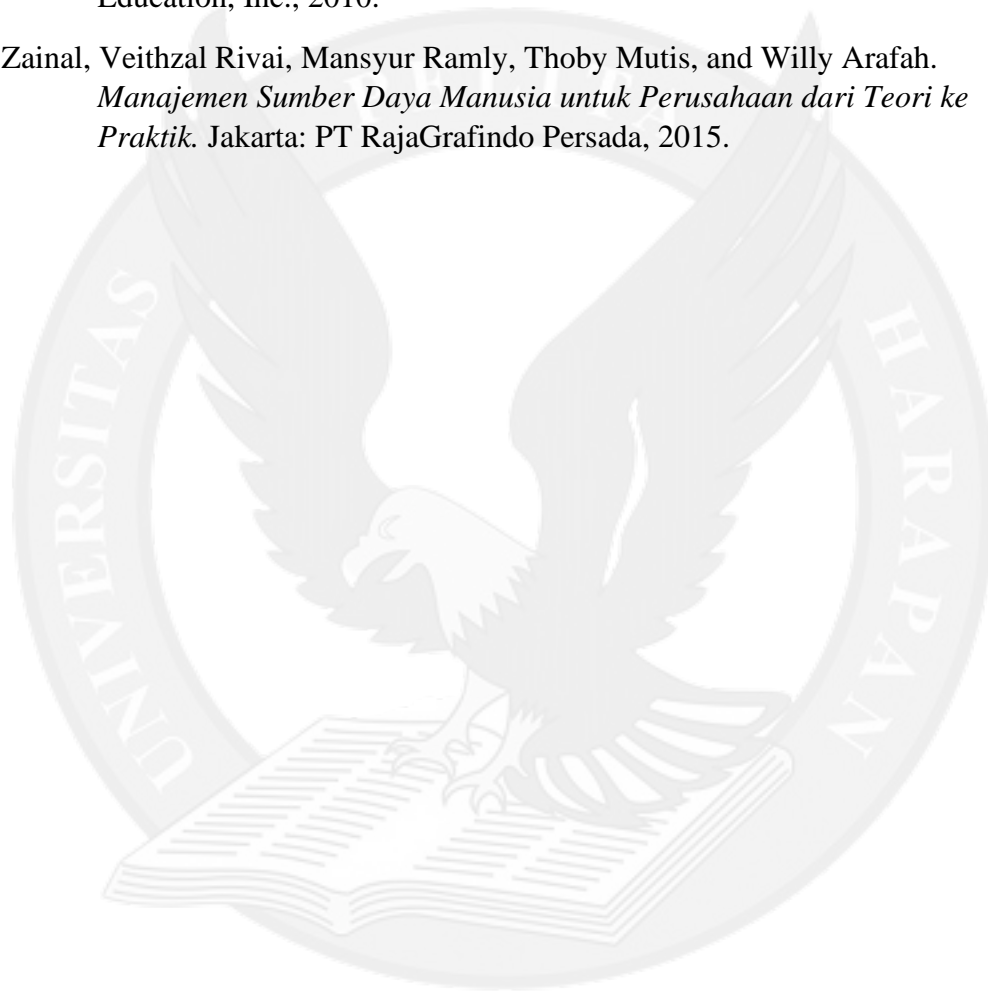 Education, Inc., 2010.
Zainal, Veithzal Rivai, Mansyur Ramly, Thoby Mutis, and Willy Arafah.
Manajemen Sumber Daya Manusia untuk Perusahaan dari Teori ke
Praktik. Jakarta: PT RajaGrafindo Persada, 2015.
UNIVERSITAS
PELITA
HARAPAN